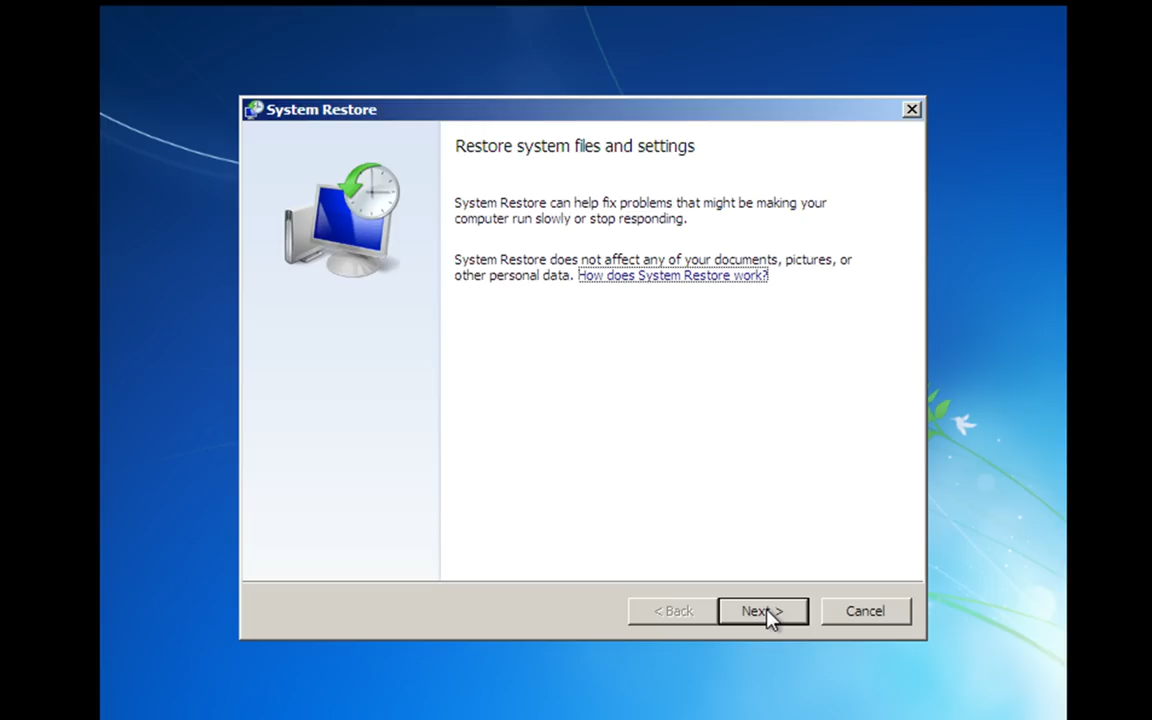 System Restore
Restore system files and settings
System Restore can help fix problems that might be making your
computer run slowly or stop responding.
System Restore does not affect any of your documents, pictures, or
other personal data. How does System Restore work?
< Back
Next >
Cancel